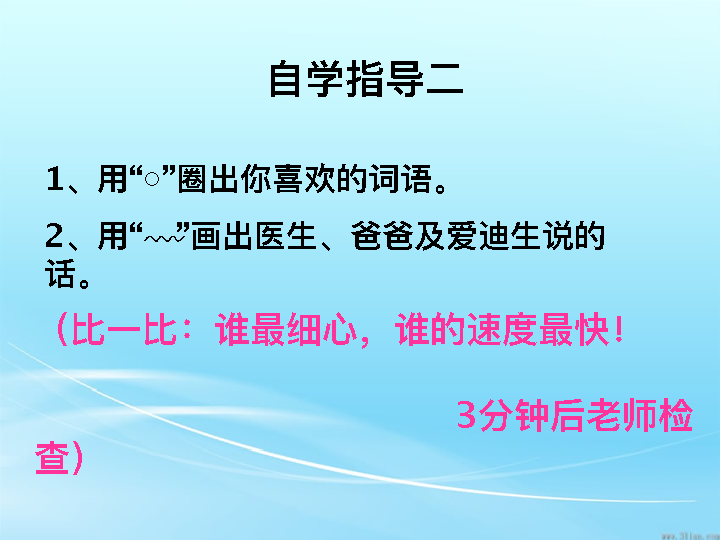 自学指导二
1、用“○”圈出你喜欢的词语。
2、用“﹏”画出医生、爸爸及爱迪生说的
话。
（比一比：谁最细心，谁的速度最快！
3分钟后老师检
查）